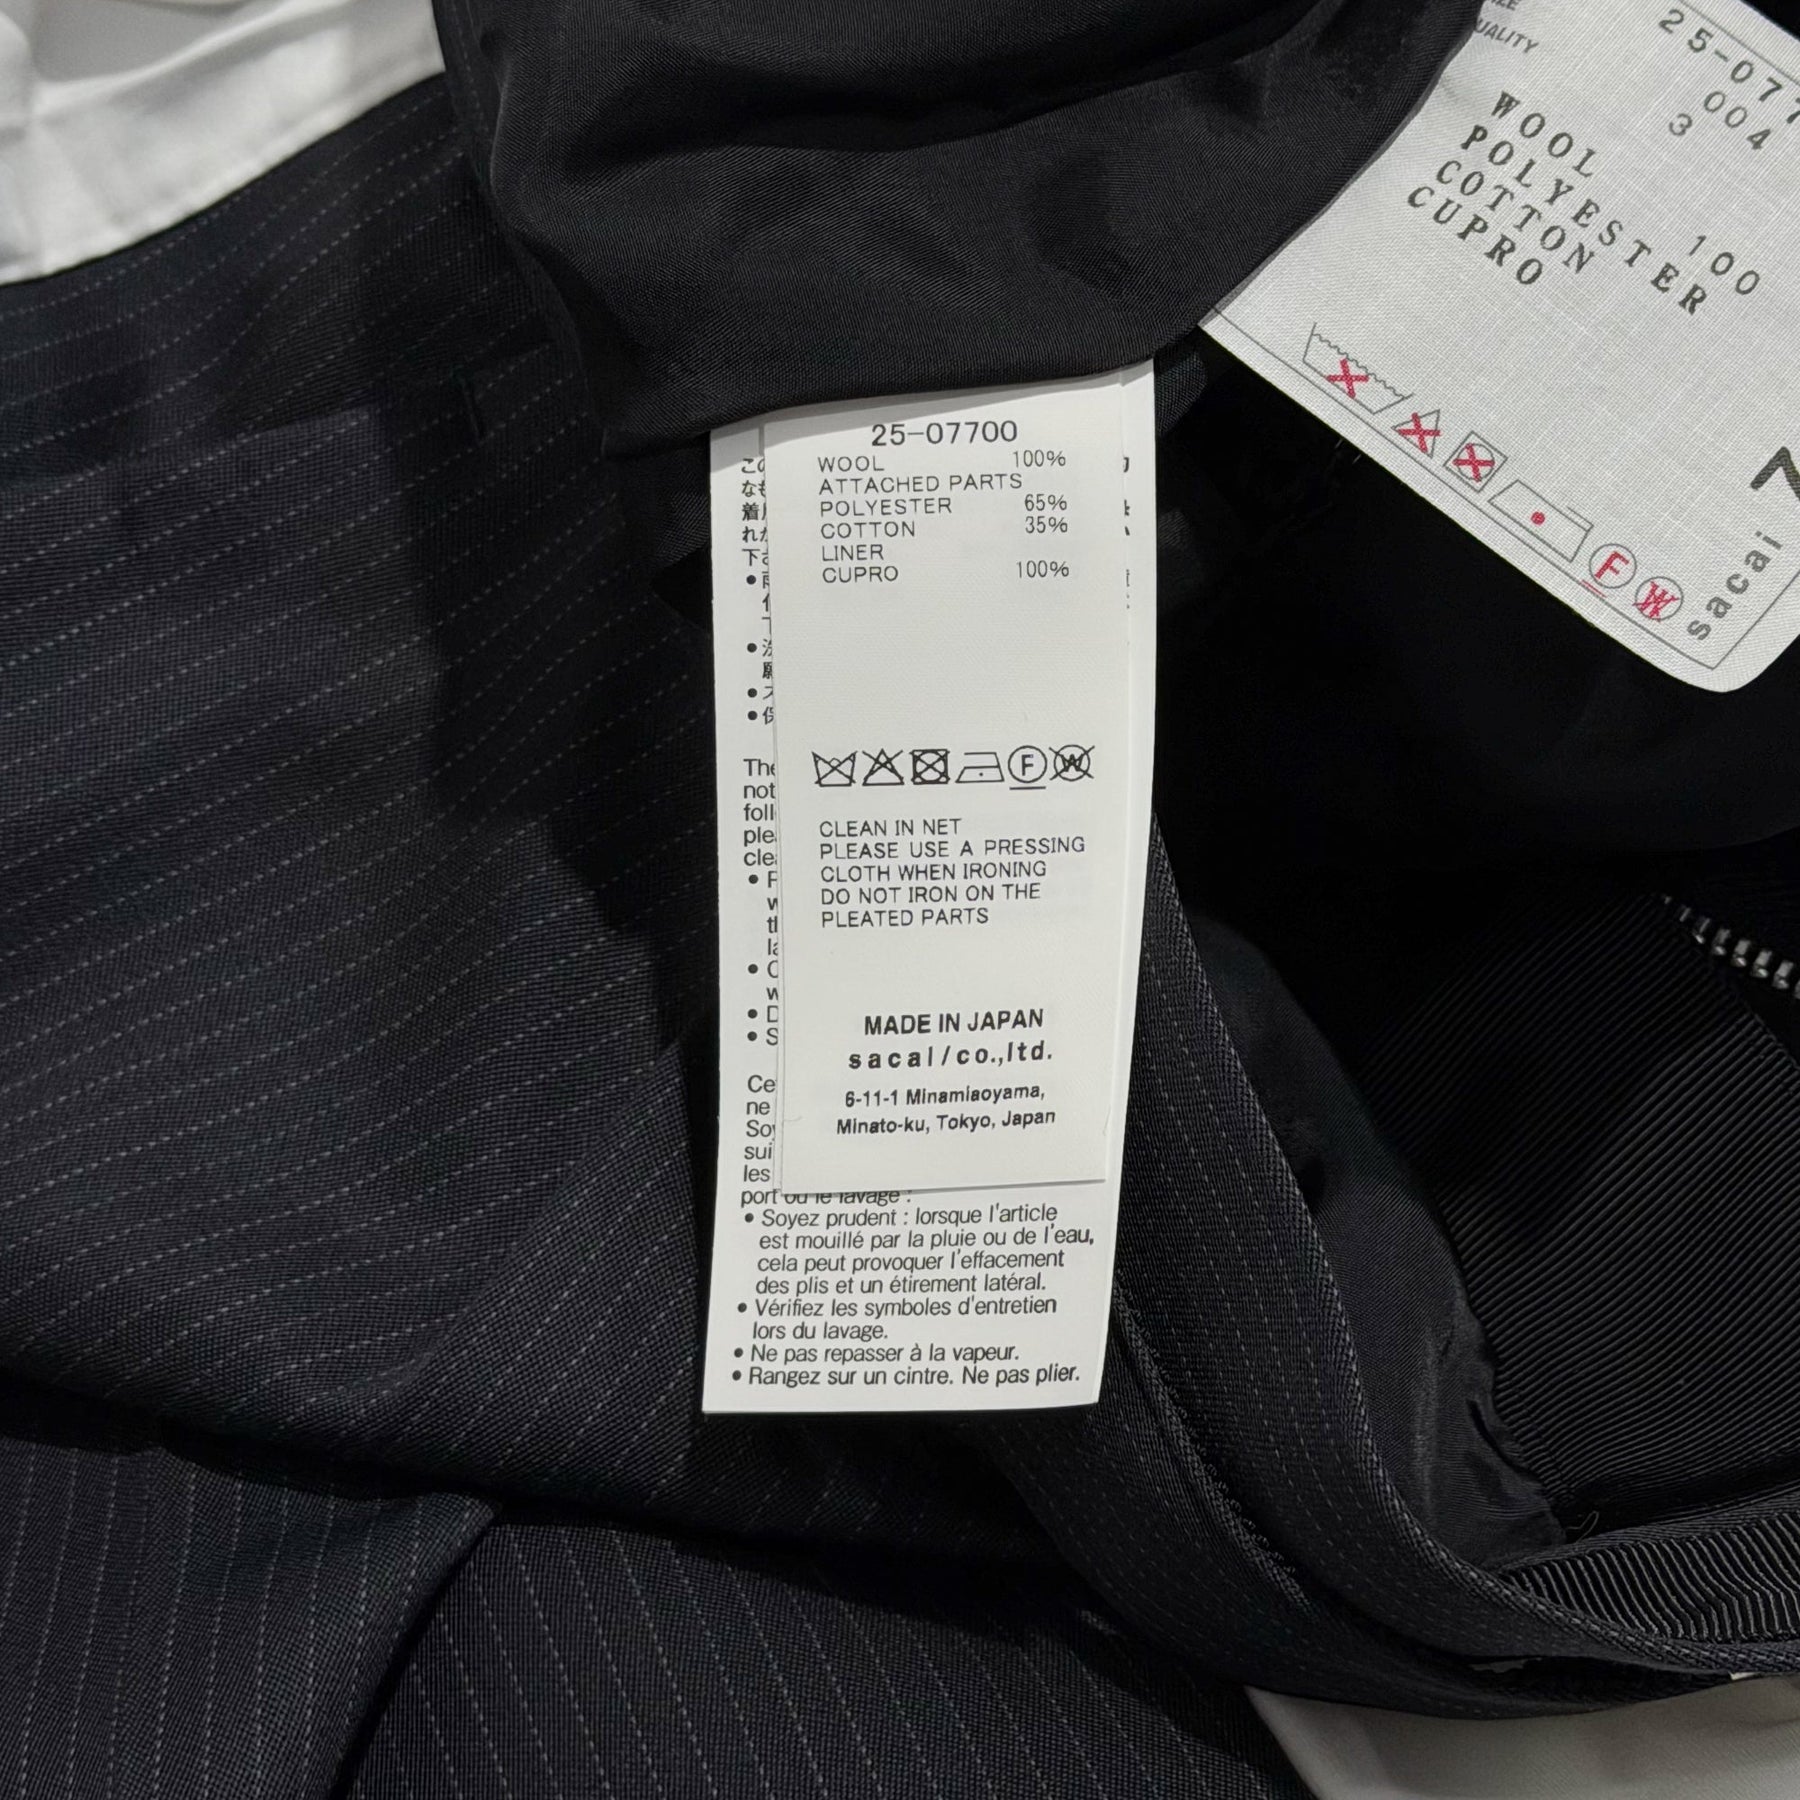 25-077
004
3
WOOL 100
POLYESTER
COTTON
CUPRO
F
W
sacai
25-07700
WOOL 100%
ATTACHED PARTS
POLYESTER 65%
COTTON 35%
LINER
CUPRO 100%
F W
CLEAN IN NET
PLEASE USE A PRESSING
CLOTH WHEN IRONING
DO NOT IRON ON THE
PLEATED PARTS
MADE IN JAPAN
sacai/co.,ltd.
6-11-1 Minamiaoyama,
Minato-ku, Tokyo, Japan
port ou le lavage :
• Soyez prudent : lorsque l'article
est mouillé par la pluie ou de l'eau,
cela peut provoquer l'effacement
des plis et un étirement latéral.
• Vérifiez les symboles d'entretien
lors du lavage.
• Ne pas repasser à la vapeur.
• Rangez sur un cintre. Ne pas plier.